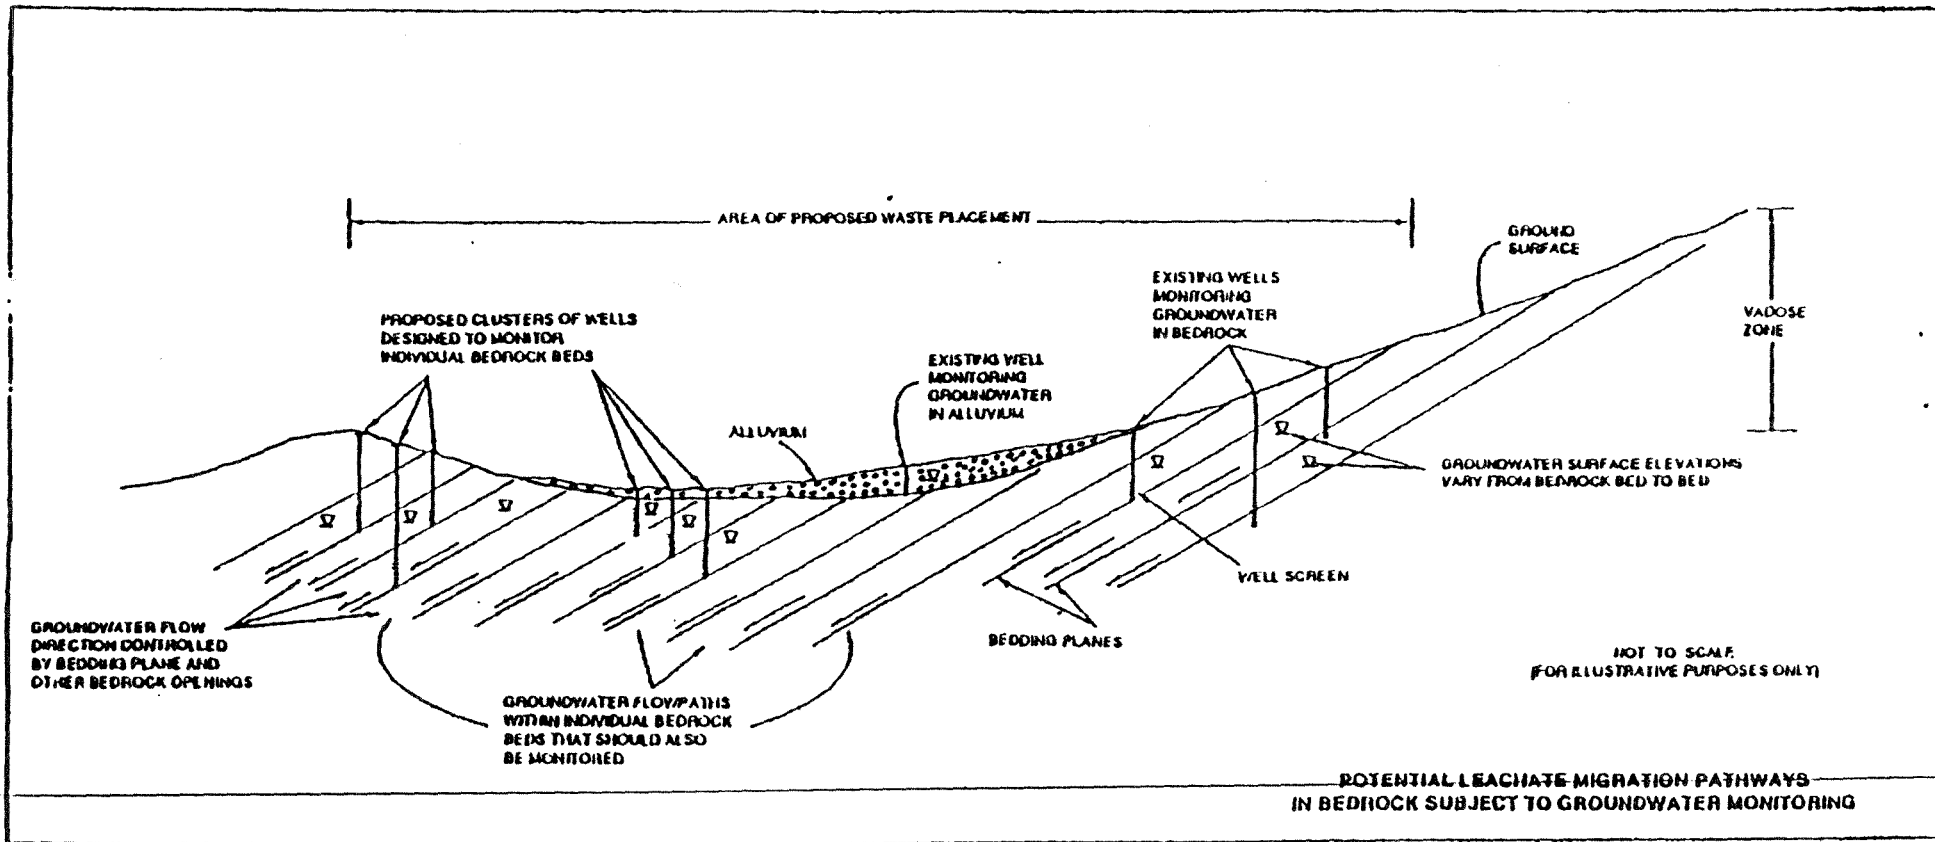 AREA OF PROPOSED WASTE PLACEMENT
GROUND
SURFACE
EXISTING WELLS
MONITORING
GROUNDWATER
IN BEDROCK
VADOSE
ZONE
PROPOSED CLUSTERS OF WELLS
DESIGNED TO MONITOR
INDIVIDUAL BEDROCK BEDS
EXISTING WELL
MONITORING
GROUNDWATER
IN ALLUVIUM
ALLUVIUM
GROUNDWATER SURFACE ELEVATIONS
VARY FROM BEDROCK BED TO BED
WELL SCREEN
GROUNDWATER FLOW
DIRECTION CONTROLLED
BY BEDDING PLANE AND
OTHER BEDROCK OPENINGS
BEDDING PLANES
NOT TO SCALE
(FOR ILLUSTRATIVE PURPOSES ONLY)
GROUNDWATER FLOW/PATHS
WITHIN INDIVIDUAL BEDROCK
BEDS THAT SHOULD ALSO
BE MONITORED
POTENTIAL LEACHATE MIGRATION PATHWAYS
IN BEDROCK SUBJECT TO GROUNDWATER MONITORING